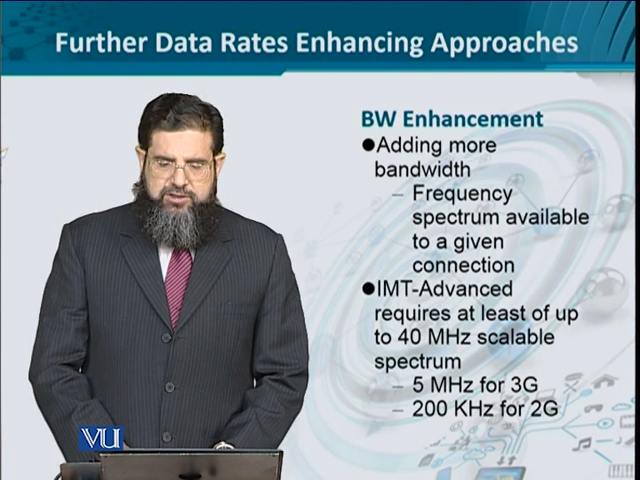 Further Data Rates Enhancing Approaches
BW Enhancement
●Adding more
bandwidth
– Frequency
spectrum available
to a given
connection
●IMT-Advanced
requires at least of up
to 40 MHz scalable
spectrum
– 5 MHz for 3G
– 200 KHz for 2G
VU